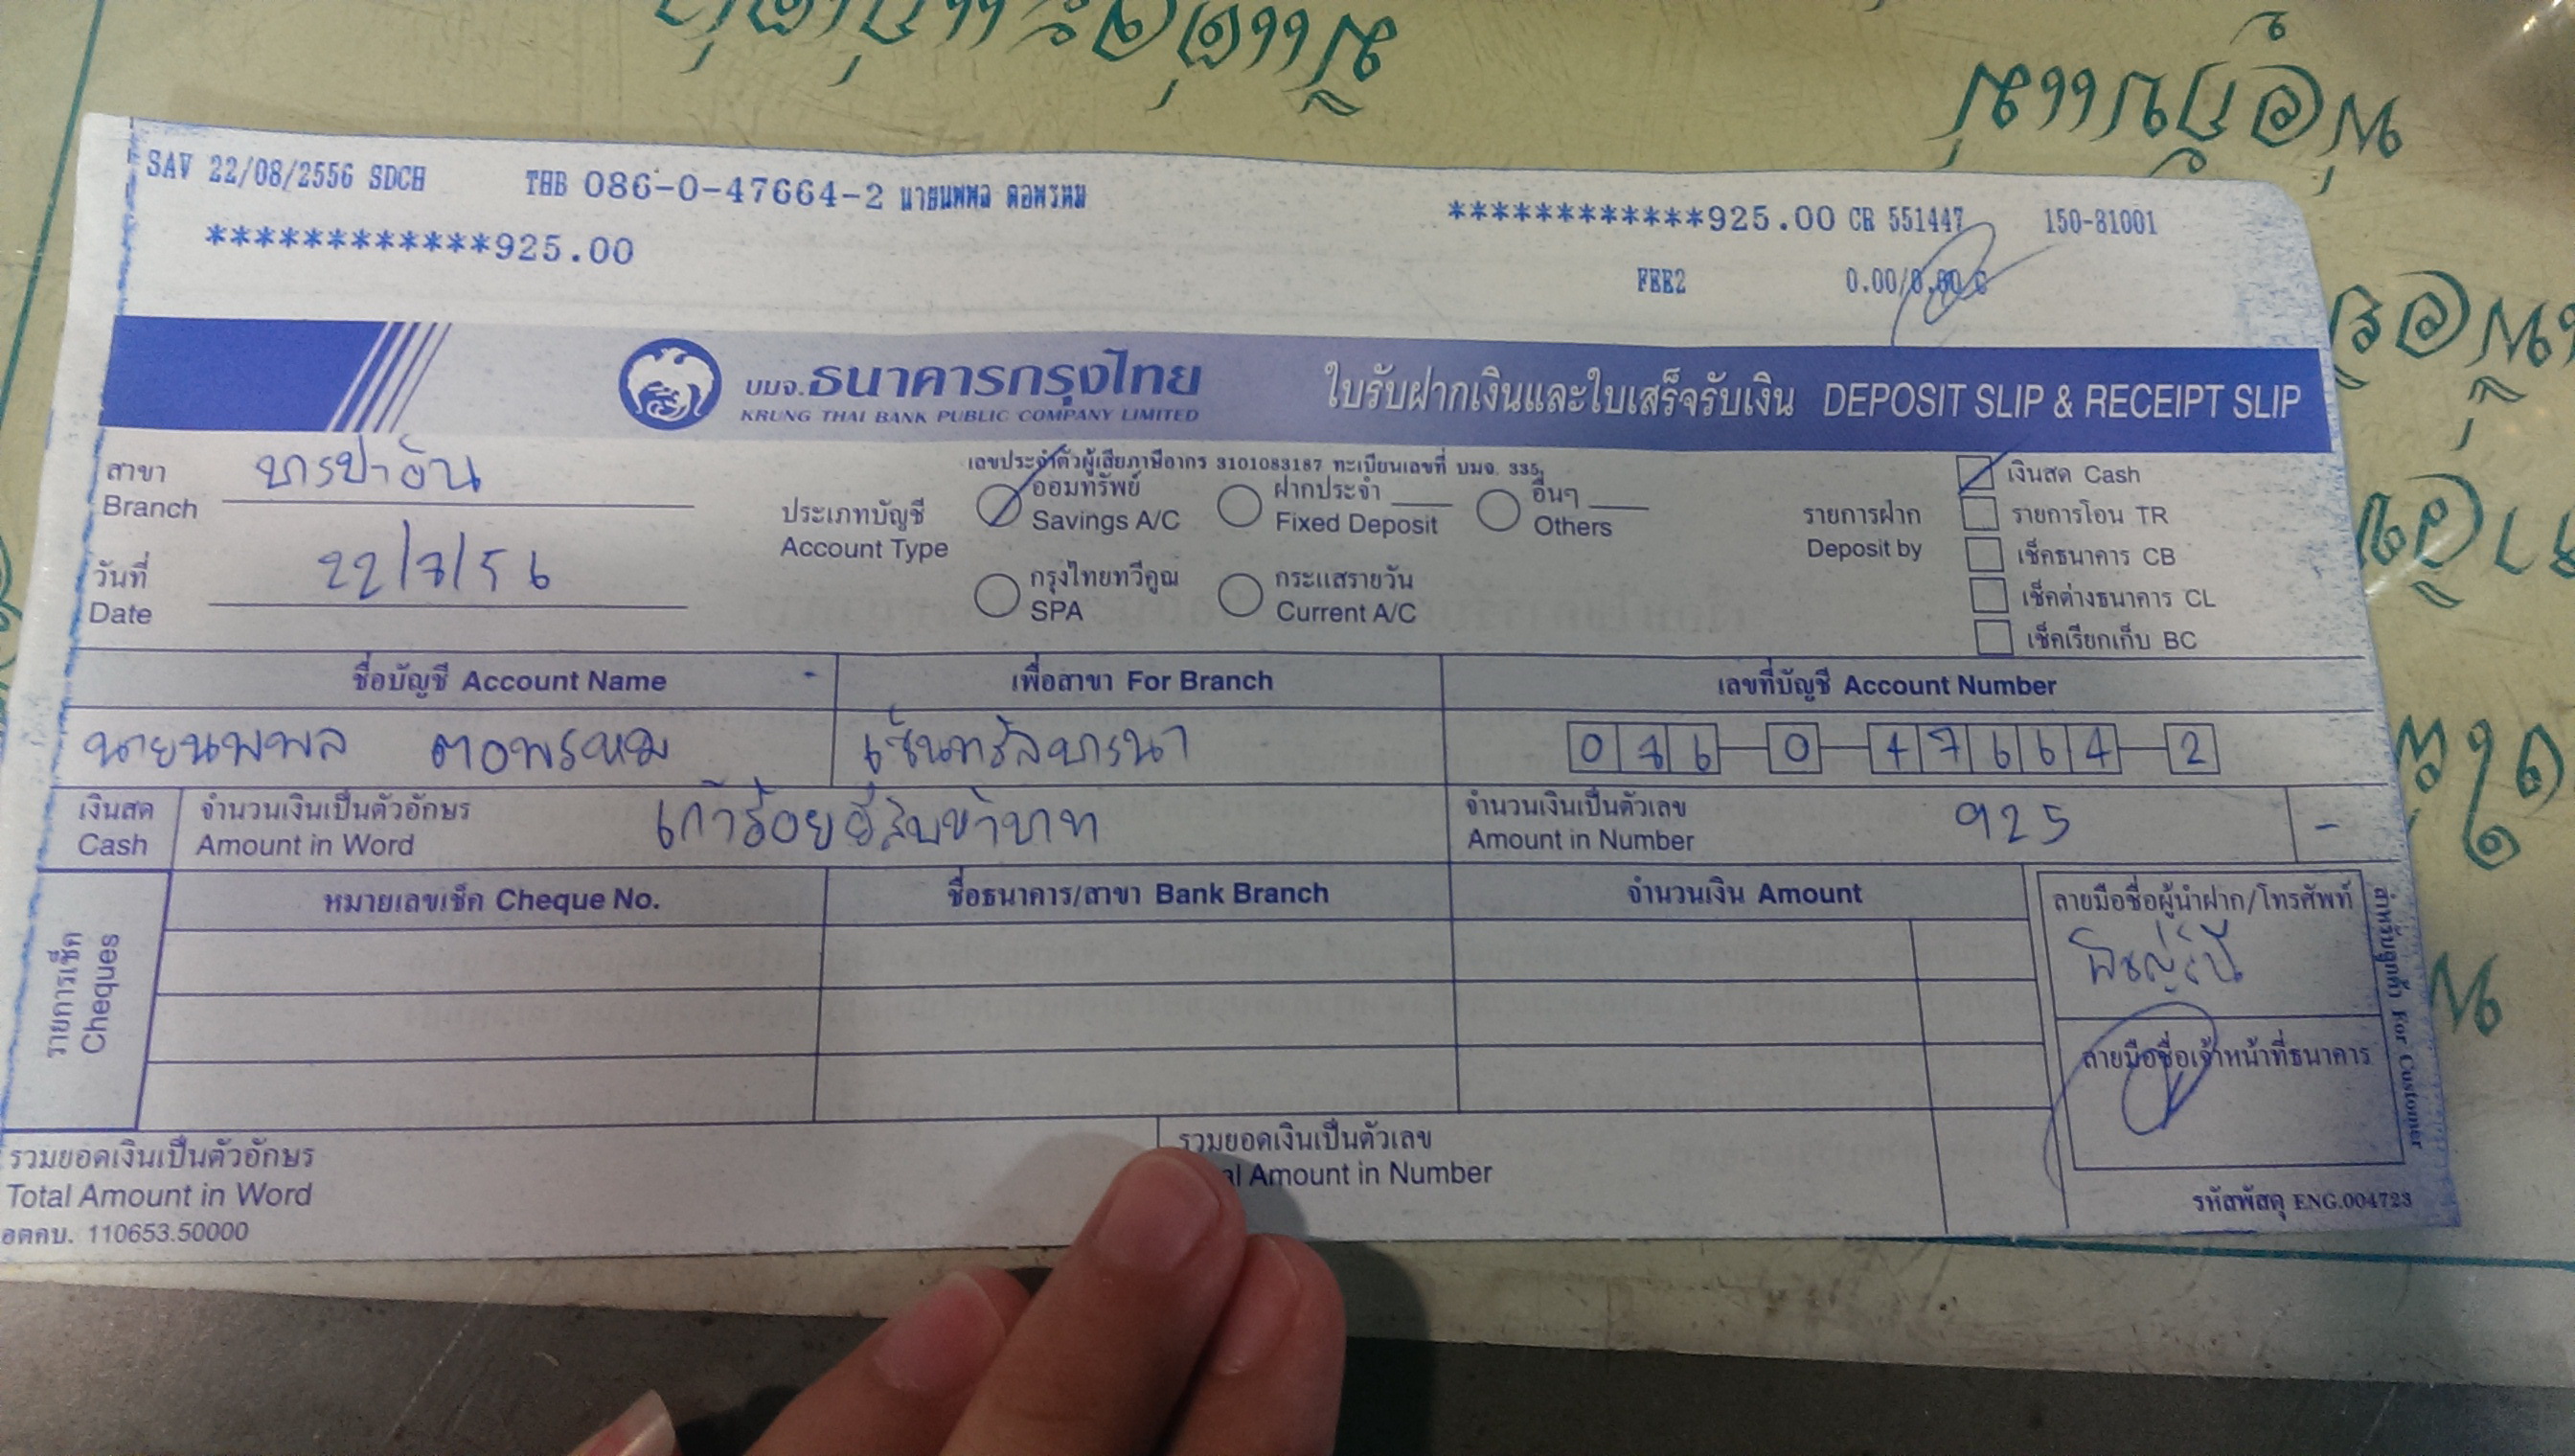 SAV 22/08/2556 SDCH THB 086-0-47664-2 นายนพพล ตอพรหม ************925.00 CR 551447 150-81001
************925.00 FEE2 0.00/0.00 C
บมจ.ธนาคารกรุงไทย
KRUNG THAI BANK PUBLIC COMPANY LIMITED
ใบรับฝากเงินและใบเสร็จรับเงิน DEPOSIT SLIP & RECEIPT SLIP
เลขประจำตัวผู้เสียภาษีอากร 3101083187 ทะเบียนเลขที่ บมจ. 335
สาขา บางปะอิน
Branch
วันที่ 22/8/56
Date
ประเภทบัญชี
Account Type
ออมทรัพย์
Savings A/C
ฝากประจำ
Fixed Deposit
อื่นๆ
Others
กรุงไทยทวีคูณ
SPA
กระแสรายวัน
Current A/C
รายการฝาก
Deposit by
เงินสด Cash
รายการโอน TR
เช็คธนาคาร CB
เช็คต่างธนาคาร CL
เช็คเรียกเก็บ BC
ชื่อบัญชี Account Name เพื่อสาขา For Branch เลขที่บัญชี Account Number
นายนพพล ตอพรหม เซ็นทรัลบางนา 086-0-47664-2
เงินสด
Cash
จำนวนเงินเป็นตัวอักษร
Amount in Word
เก้าร้อยยี่สิบห้าบาท
จำนวนเงินเป็นตัวเลข
Amount in Number
925 -
รายการเช็ค
Cheques
หมายเลขเช็ค Cheque No. ชื่อธนาคาร/สาขา Bank Branch จำนวนเงิน Amount
ลายมือชื่อผู้นำฝาก/โทรศัพท์
ลายมือชื่อเจ้าหน้าที่ธนาคาร
สำหรับลูกค้า For Customer
รวมยอดเงินเป็นตัวอักษร
Total Amount in Word
รวมยอดเงินเป็นตัวเลข
al Amount in Number
อตคบ. 110653.50000
รหัสพัสดุ ENG.004723